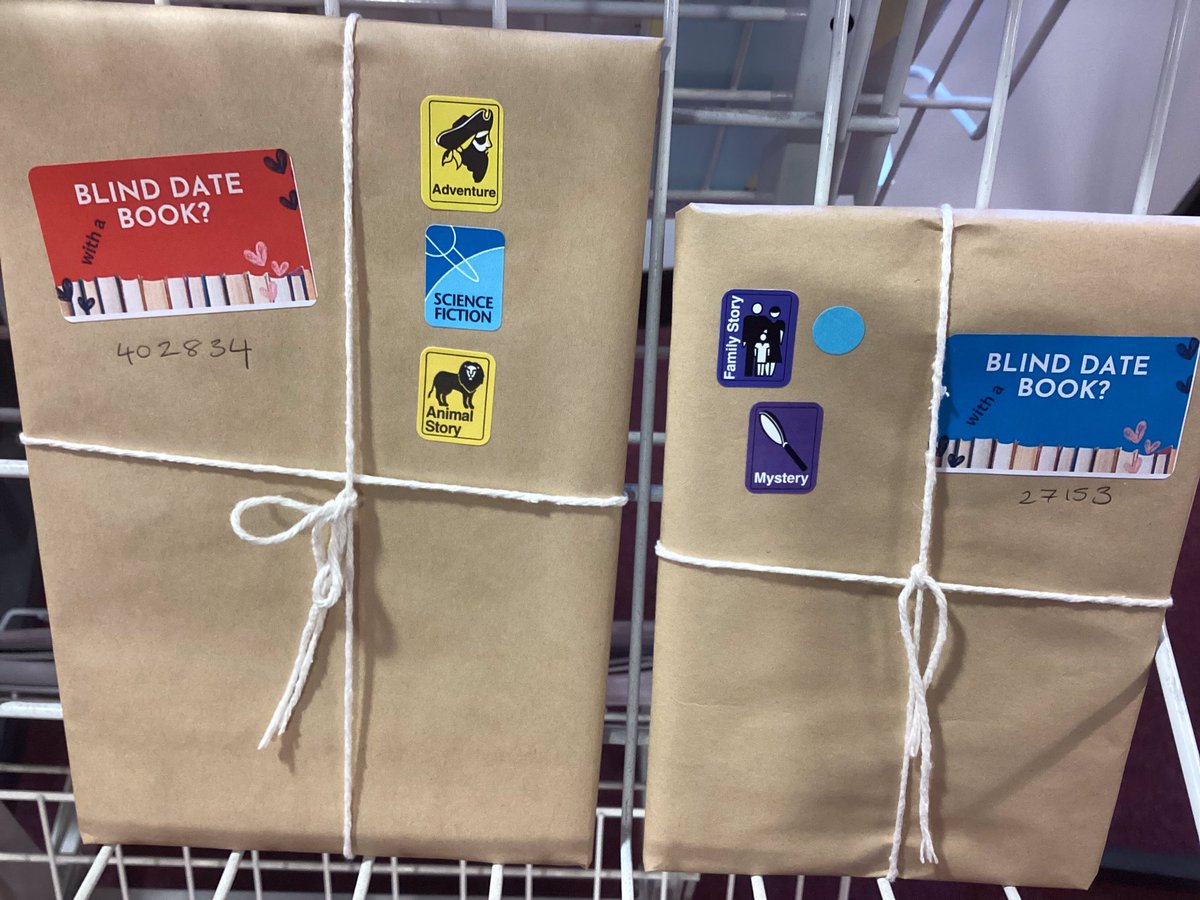 BLIND DATE
with a
BOOK?
402834
Adventure
SCIENCE
FICTION
Animal
Story
Family Story
Mystery
BLIND DATE
with a
BOOK?
27153